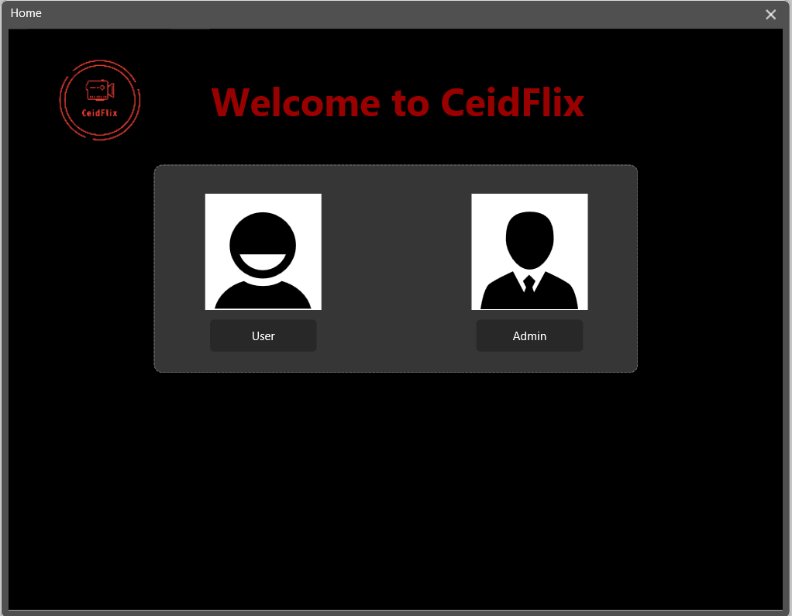 Home
CeidFlix
Welcome to CeidFlix
User
Admin